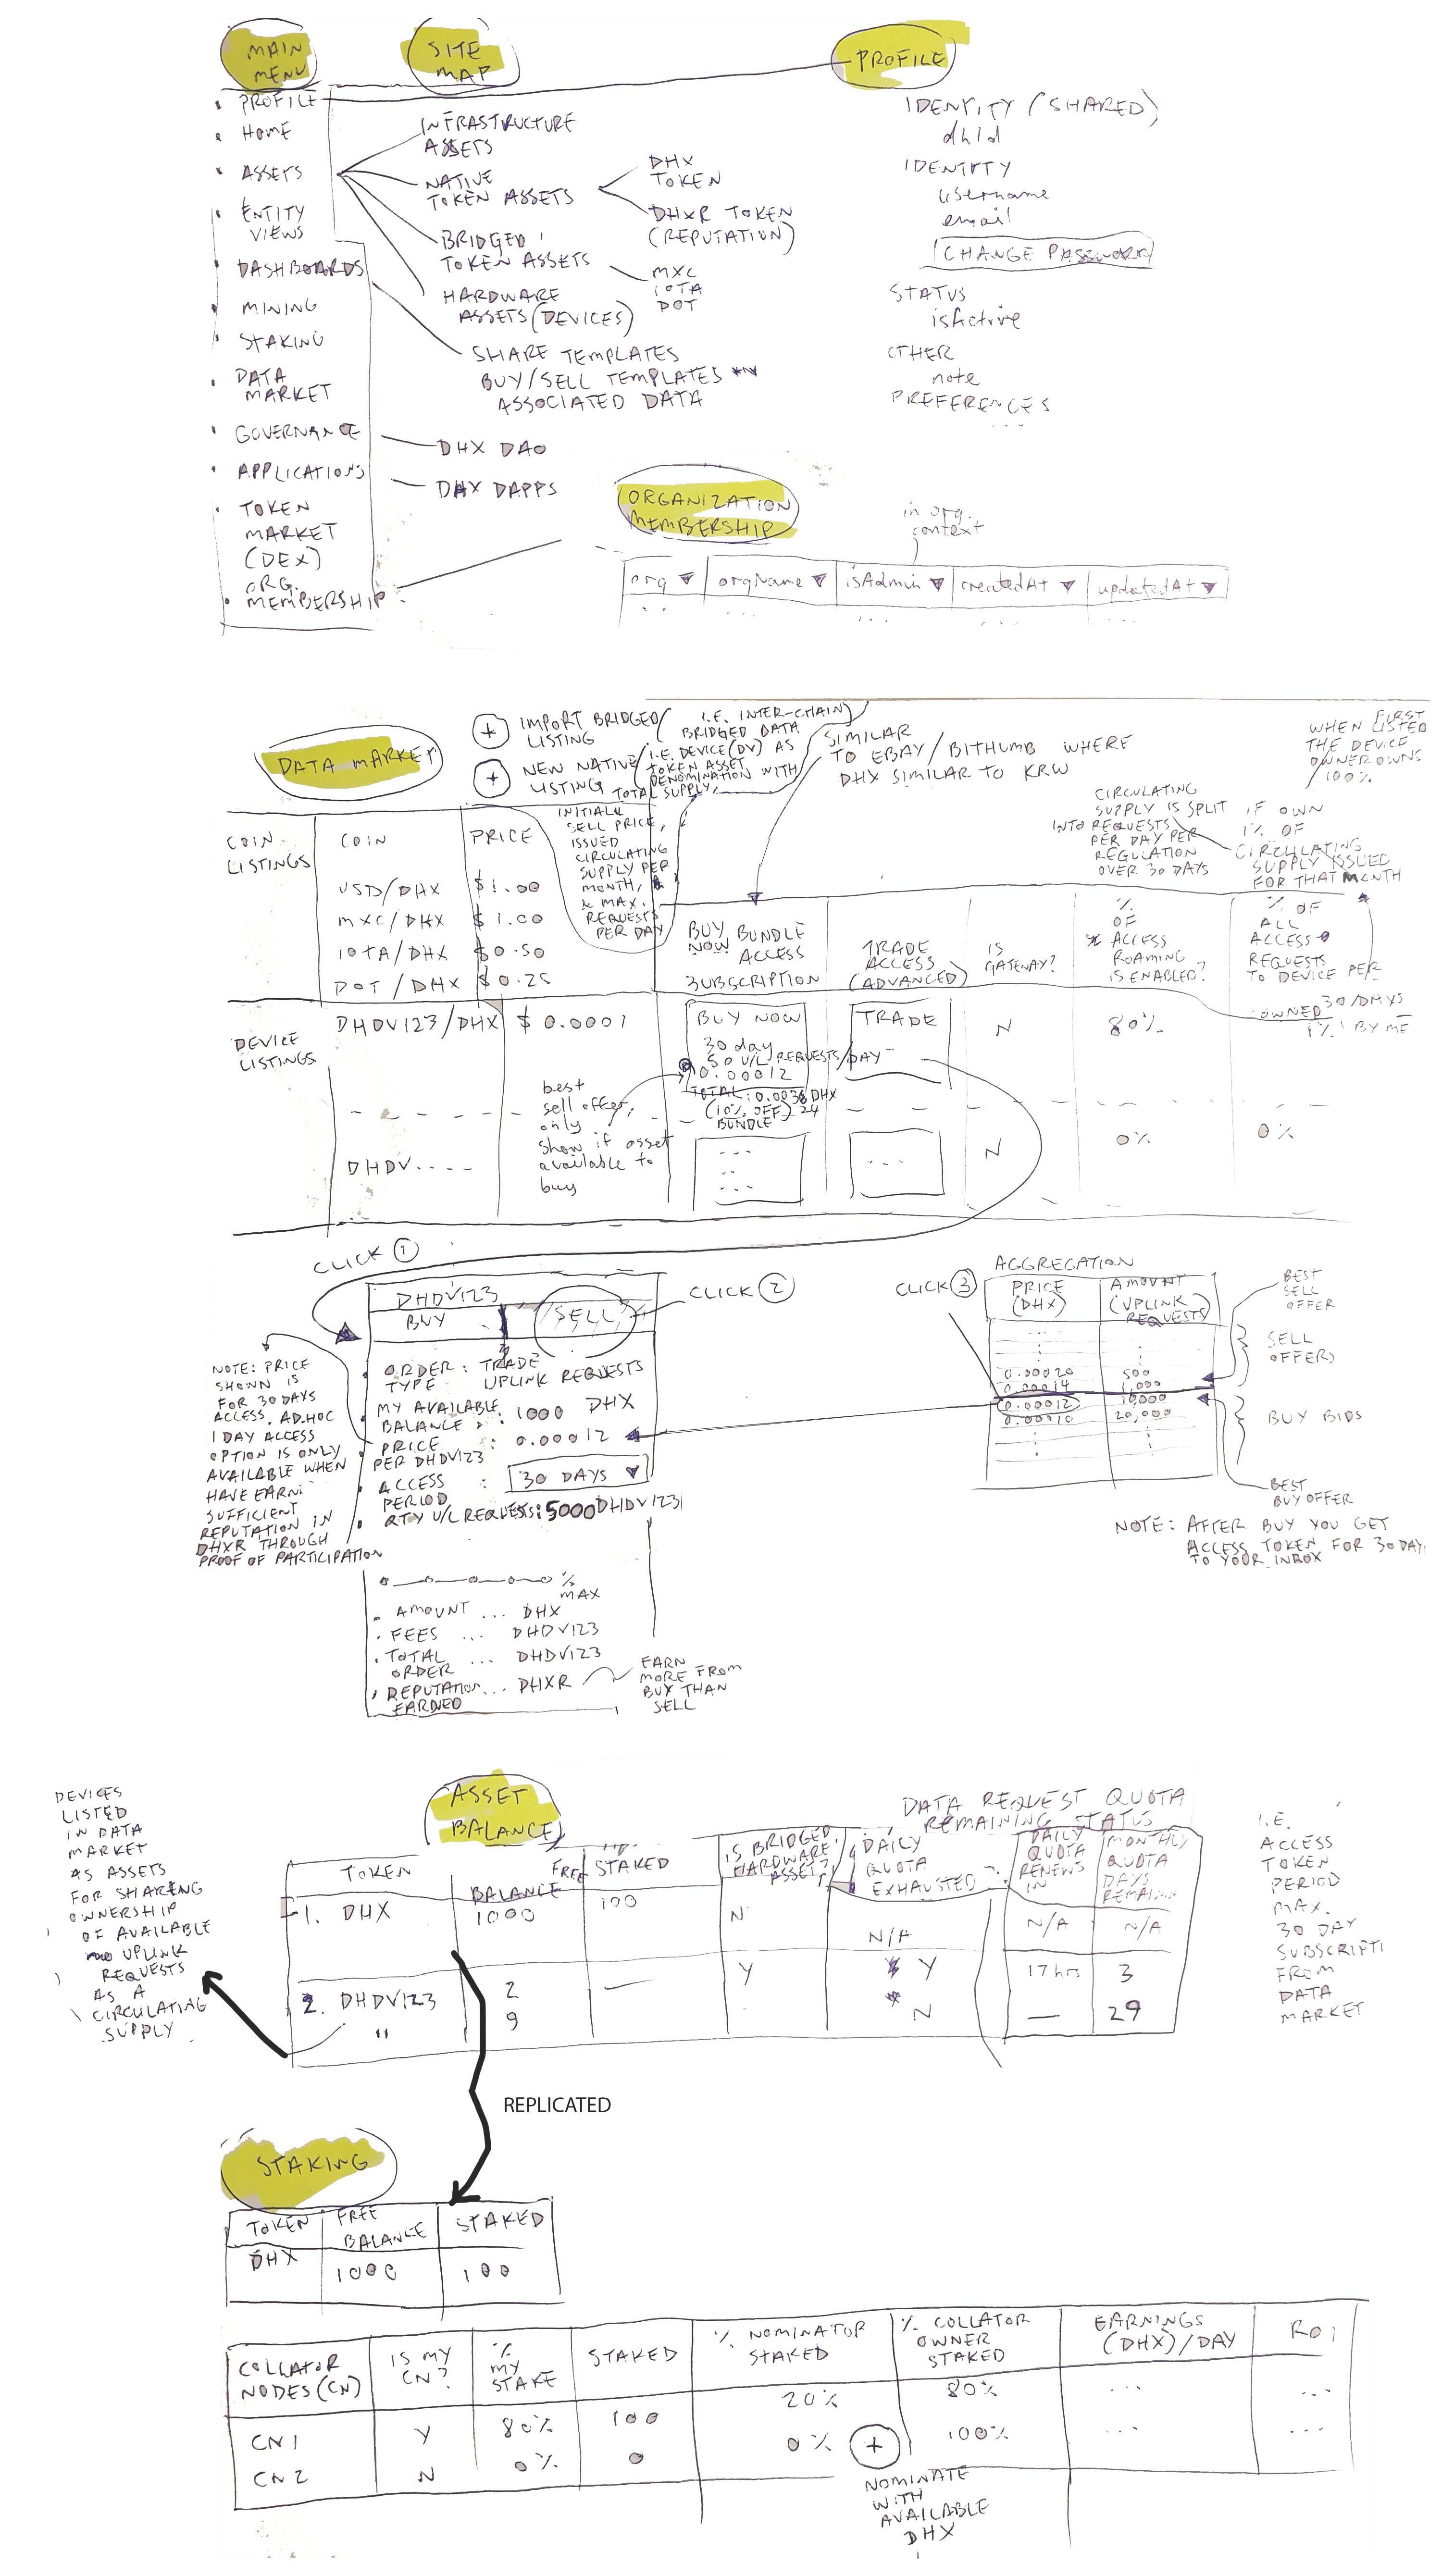 MAIN
MENU
SITE
MAP
PROFILE
PROFILE
HOME
ASSETS
ENTITY
VIEWS
DASHBOARDS
MINING
STAKING
DATA
MARKET
GOVERNANCE
APPLICATIONS
TOKEN
MARKET
(DEX)
ORG.
MEMBERSHIP
INFRASTRUCTURE
ASSETS
NATIVE
TOKEN ASSETS
DHX
TOKEN
DHXR TOKEN
(REPUTATION)
BRIDGED
TOKEN ASSETS
MXC
IOTA
DOT
HARDWARE
ASSETS (DEVICES)
SHARE TEMPLATES
BUY/SELL TEMPLATES
ASSOCIATED DATA
DHX DAO
DHX DAPPS
IDENTITY (SHARED)
dhId
IDENTITY
username
email
CHANGE PASSWORD
STATUS
isActive
OTHER
note
PREFERENCES
...
ORGANIZATION
MEMBERSHIP
in org.
context
org ▼ orgName ▼ isAdmin ▼ createdAt ▼ updatedAt ▼
... ... ... ... ...
DATA MARKET
+ IMPORT BRIDGED
LISTING
(I.E. INTER-CHAIN)
BRIDGED DATA
+ NEW NATIVE
LISTING
(I.E. DEVICE (DV) AS
TOKEN ASSET
DENOMINATION WITH
TOTAL SUPPLY,
INITIAL
SELL PRICE,
ISSUED
CIRCULATING
SUPPLY PER
MONTH,
& MAX.
REQUESTS
PER DAY
SIMILAR
TO EBAY/BITHUMB WHERE
DHX SIMILAR TO KRW
WHEN FIRST LISTED
THE DEVICE
OWNER OWNS
100%
CIRCULATING
SUPPLY IS SPLIT
INTO REQUESTS
PER DAY PER
REGULATION
OVER 30 DAYS
IF OWN
1% OF
CIRCULATING
SUPPLY ISSUED
FOR THAT MONTH
COIN
LISTINGS
COIN PRICE
USD/DHX $1.00
MXC/DHX $1.00
IOTA/DHX $0.50
DOT/DHX $0.25
BUY BUNDLE
NOW ACCESS
SUBSCRIPTION
TRADE
ACCESS
(ADVANCED)
IS
GATEWAY?
%
OF
ACCESS
ROAMING
IS ENABLED?
% OF
ALL
ACCESS
REQUESTS
TO DEVICE PER
30/DAYS
OWNED
BY ME
DEVICE
LISTINGS
DHDV123/DHX $0.0001
BUY NOW
30 day
50 U/L REQUESTS/DAY
@ 0.00012
TOTAL: 0.0036 DHX
(10% OFF) 24
BUNDLE
TRADE
N
80%
1%
best
sell offer,
only
show if asset
available to
buy
DHDV....
...
...
...
...
N
0%
0%
CLICK 1
DHDV123
BUY SELL
CLICK 2
ORDER : TRADE
TYPE UPLINK REQUESTS
MY AVAILABLE
BALANCE : 1000 DHX
PRICE : 0.00012
PER DHDV123
ACCESS : 30 DAYS ▼
PERIOD
QTY U/L REQUESTS: 5000 DHDV123
%
MAX
AMOUNT ... DHX
FEES ... DHDV123
TOTAL ... DHDV123
ORDER
REPUTATION... DHXR
EARNED
EARN
MORE FROM
BUY THAN
SELL
NOTE: PRICE
SHOWN IS
FOR 30 DAYS
ACCESS. AD-HOC
1 DAY ACCESS
OPTION IS ONLY
AVAILABLE WHEN
HAVE EARN
SUFFICIENT
REPUTATION IN
DHXR THROUGH
PROOF OF PARTICIPATION
CLICK 3
AGGREGATION
PRICE AMOUNT
(DHX) (UPLINK
REQUESTS)
0.00020 500
0.00014 1,000
0.00012 10,000
0.00010 20,000
BEST
SELL
OFFER
SELL
OFFERS
BUY BIDS
BEST
BUY OFFER
NOTE: AFTER BUY YOU GET
ACCESS TOKEN FOR 30 DAY
TO YOUR INBOX
DEVICES
LISTED
IN DATA
MARKET
AS ASSETS
FOR SHARING
OWNERSHIP
OF AVAILABLE
UPLINK
REQUESTS
AS A
CIRCULATING
SUPPLY
ASSET
BALANCE
DATA REQUEST QUOTA
REMAINING STATUS
TOKEN
FREE
BALANCE
STAKED
IS BRIDGED
HARDWARE
ASSET?
DAILY
QUOTA
EXHAUSTED
DAILY
QUOTA
RENEWS
IN
MONTHLY
QUOTA
DAYS
REMAIN
1. DHX 1000 100 N N/A N/A N/A
2. DHDV123 2 — Y Y 17 hrs 3
" 9 N — 29
I.E.
ACCESS
TOKEN
PERIOD
MAX.
30 DAY
SUBSCRIPTI
FROM
DATA
MARKET
REPLICATED
STAKING
TOKEN FREE BALANCE STAKED
DHX 1000 100
COLLATOR
NODES (CN)
IS MY
CN?
%
MY
STAKE
STAKED
% NOMINATOR
STAKED
% COLLATOR
OWNER
STAKED
EARNINGS
(DHX)/DAY
ROI
CN1 Y 80% 100 20% 80% ... ...
CN2 N 0% 0 0% + 100% ... ...
NOMINATE
WITH
AVAILABLE
DHX